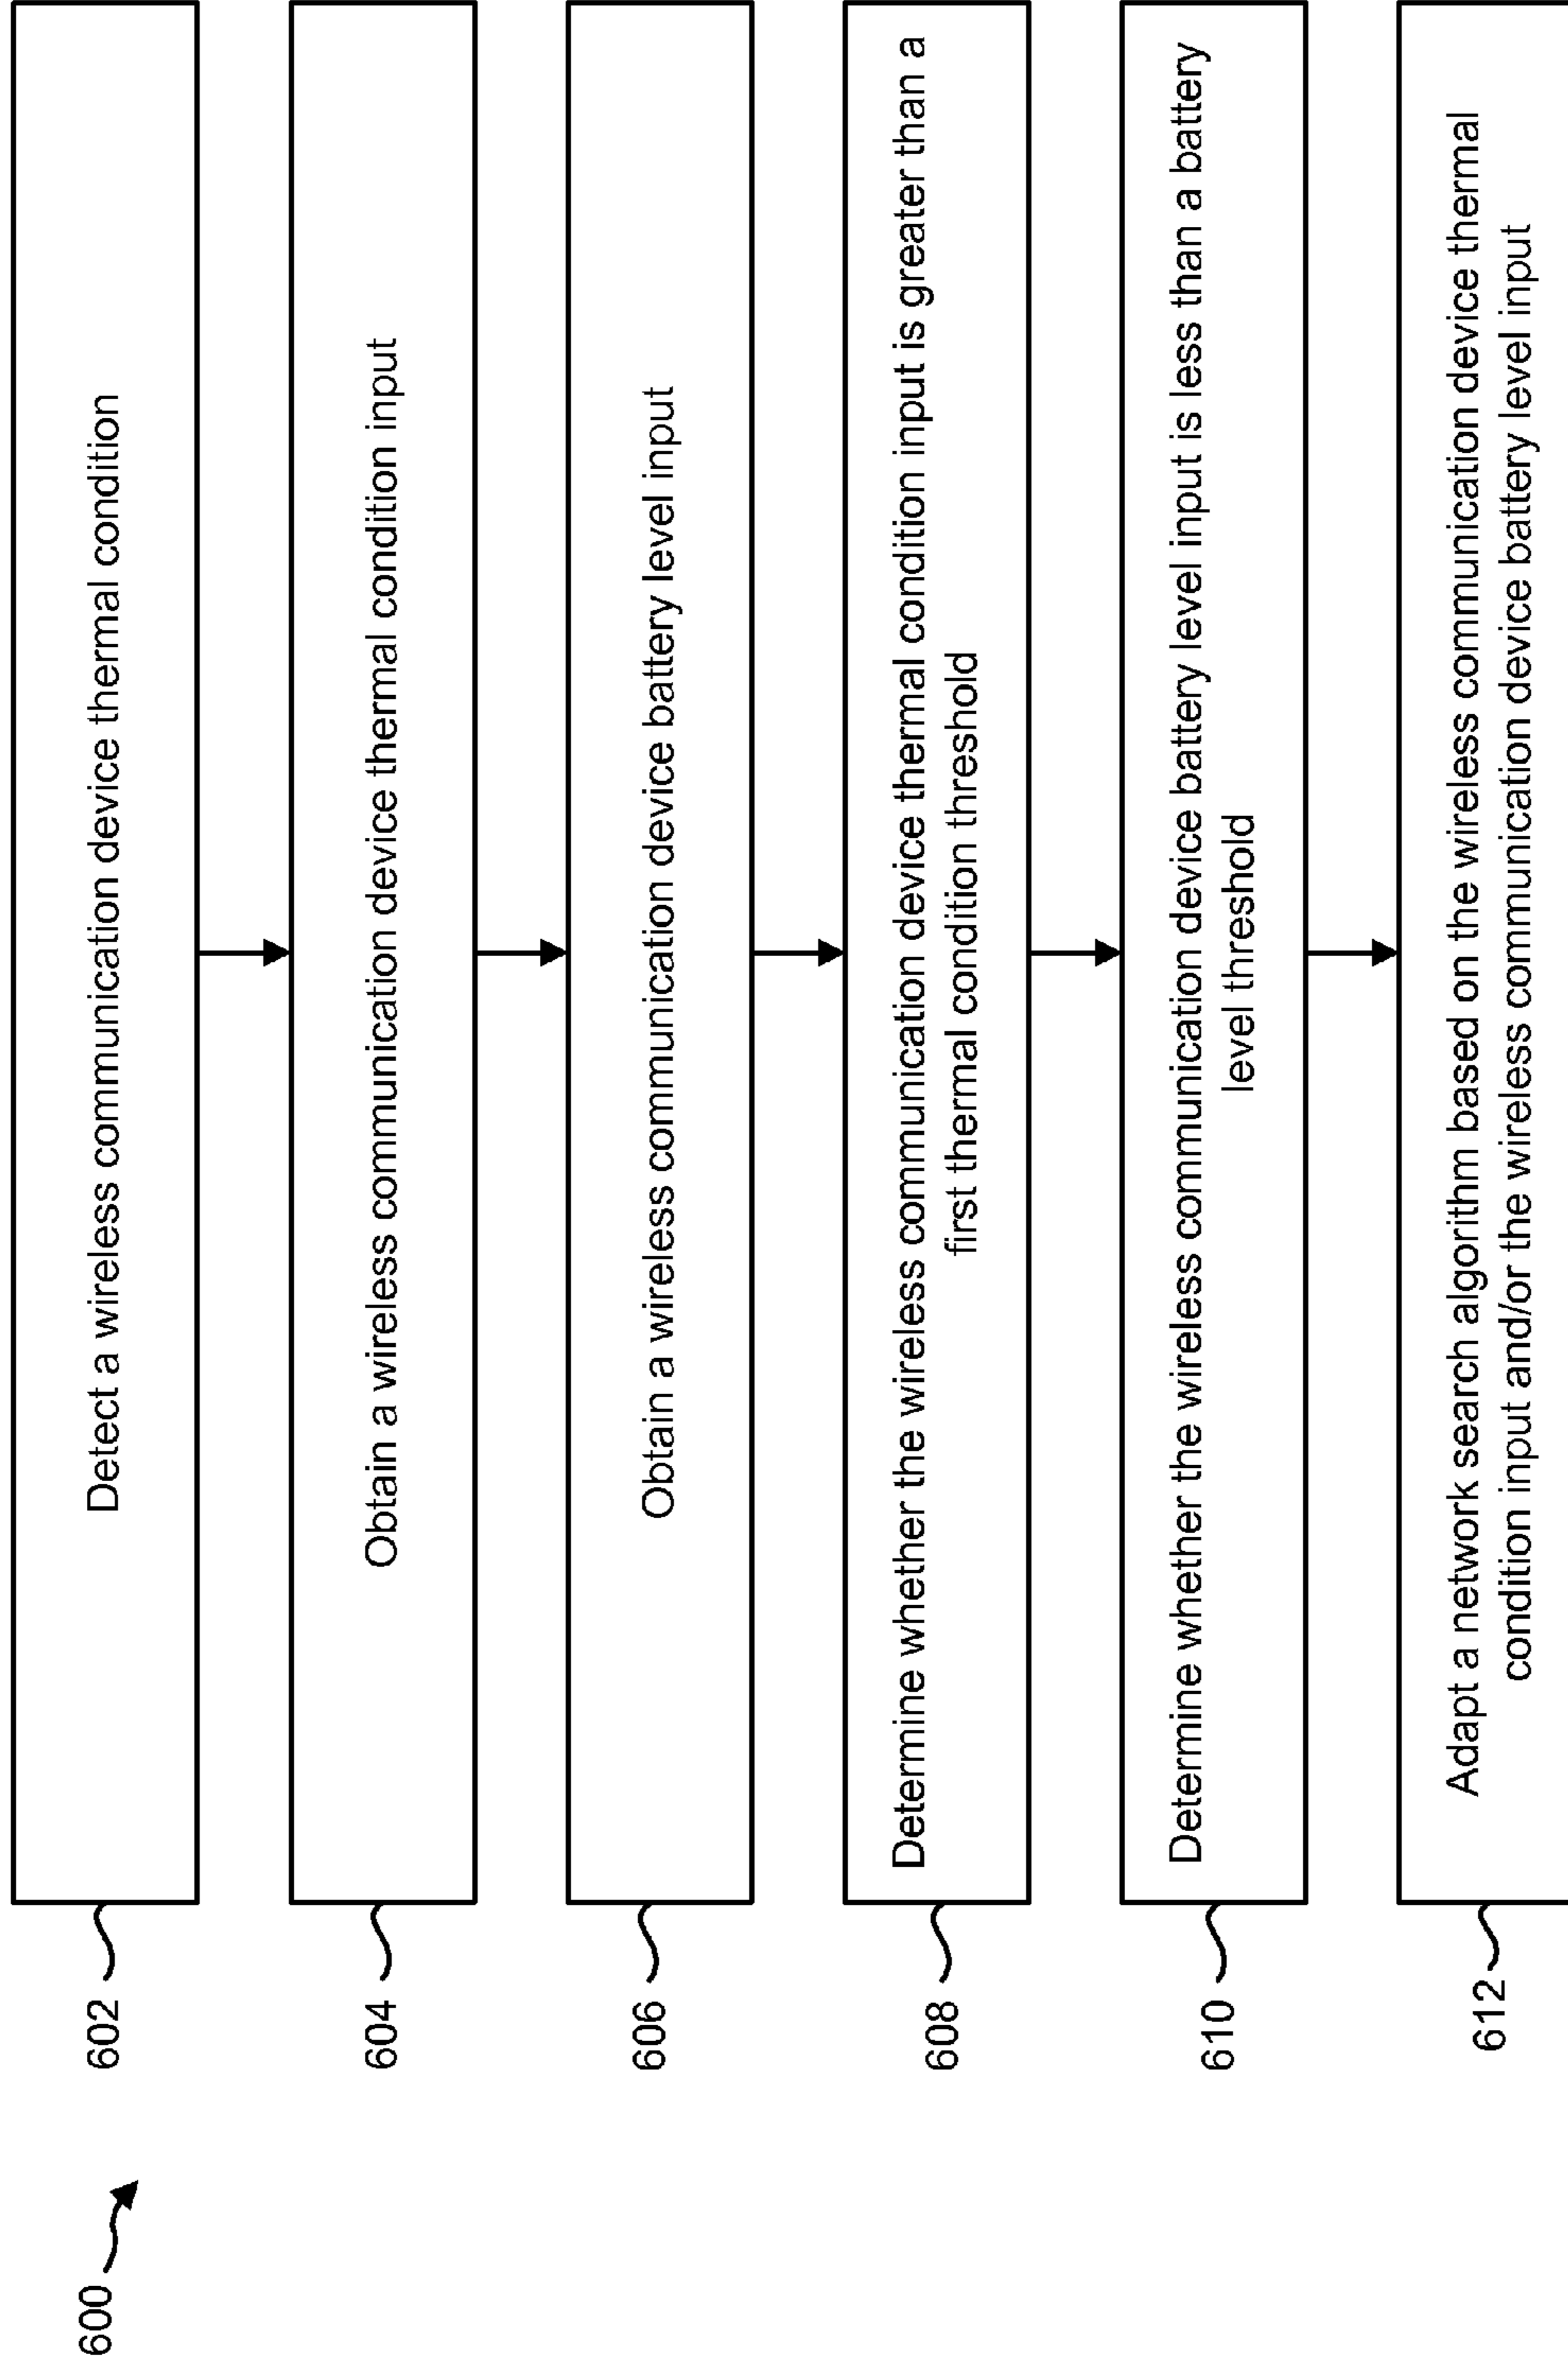 600
602
Detect a wireless communication device thermal condition
604
Obtain a wireless communication device thermal condition input
606
Obtain a wireless communication device battery level input
608
Determine whether the wireless communication device thermal condition input is greater than a
first thermal condition threshold
610
Determine whether the wireless communication device battery level input is less than a battery
level threshold
612
Adapt a network search algorithm based on the wireless communication device thermal
condition input and/or the wireless communication device battery level input